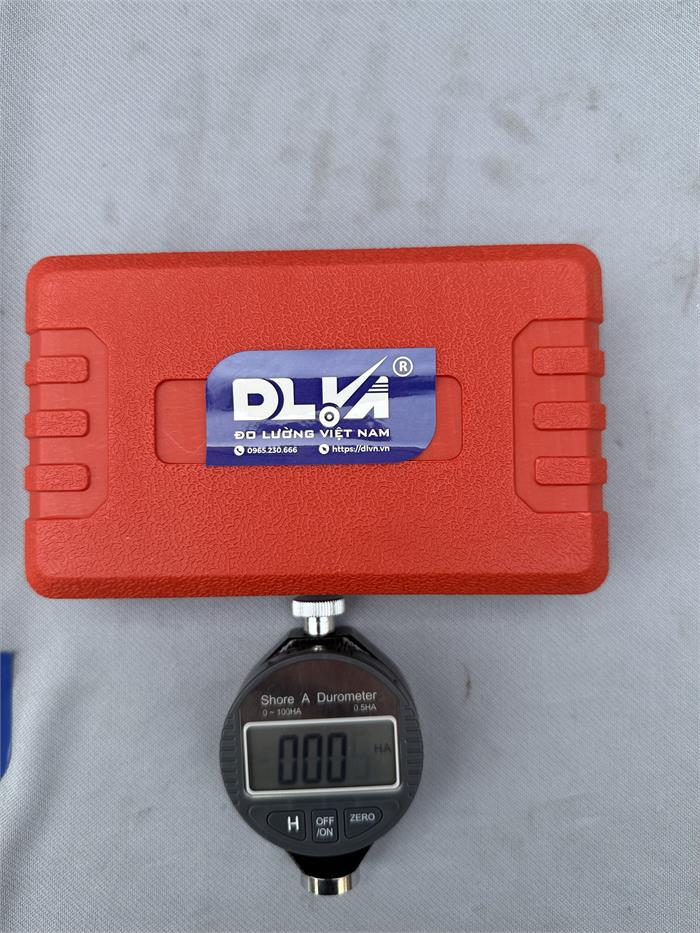 DLVN ®
ĐO LƯỜNG VIỆT NAM
0965.230.666 https://dlvn.vn
Shore A Durometer
0 ~ 100HA 0.5HA
000 HA
H OFF /ON ZERO